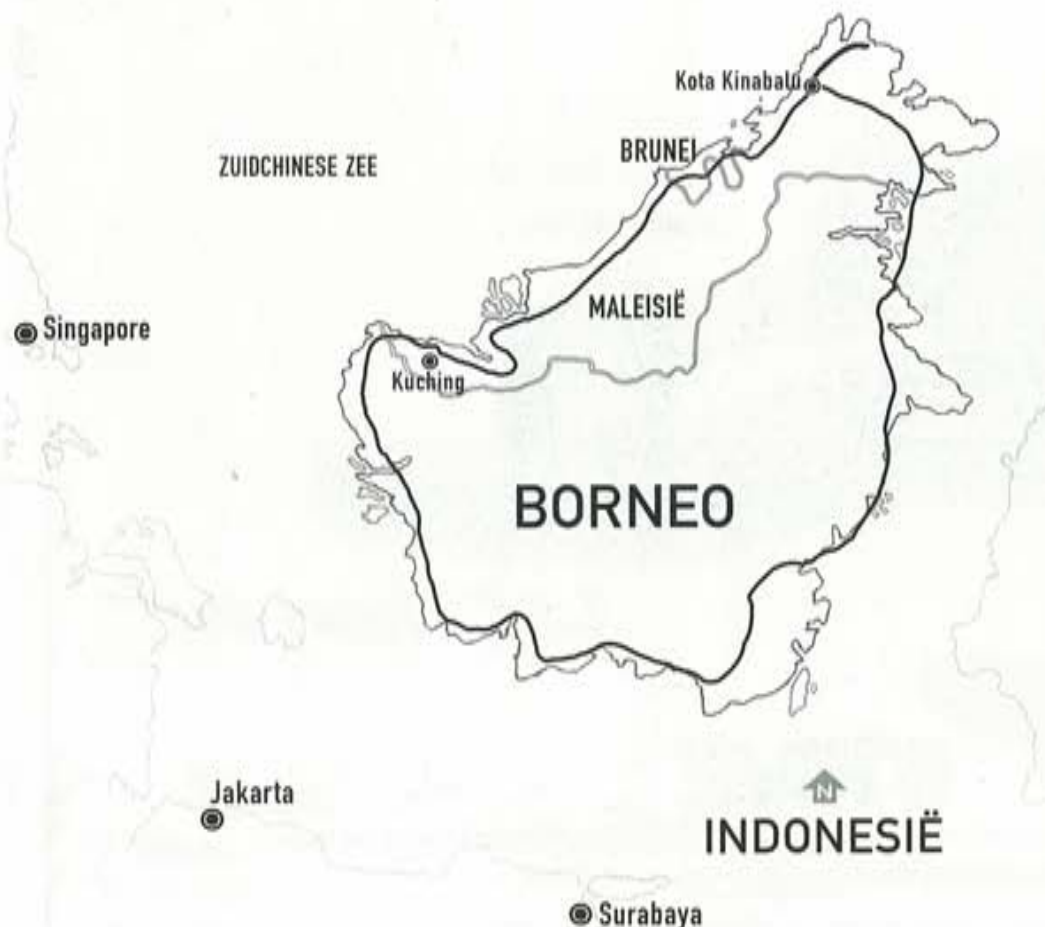 Kota Kinabalu
BRUNEI
ZUIDCHINESE ZEE
MALEISIË
Singapore
Kuching
BORNEO
N
Jakarta
INDONESIË
Surabaya